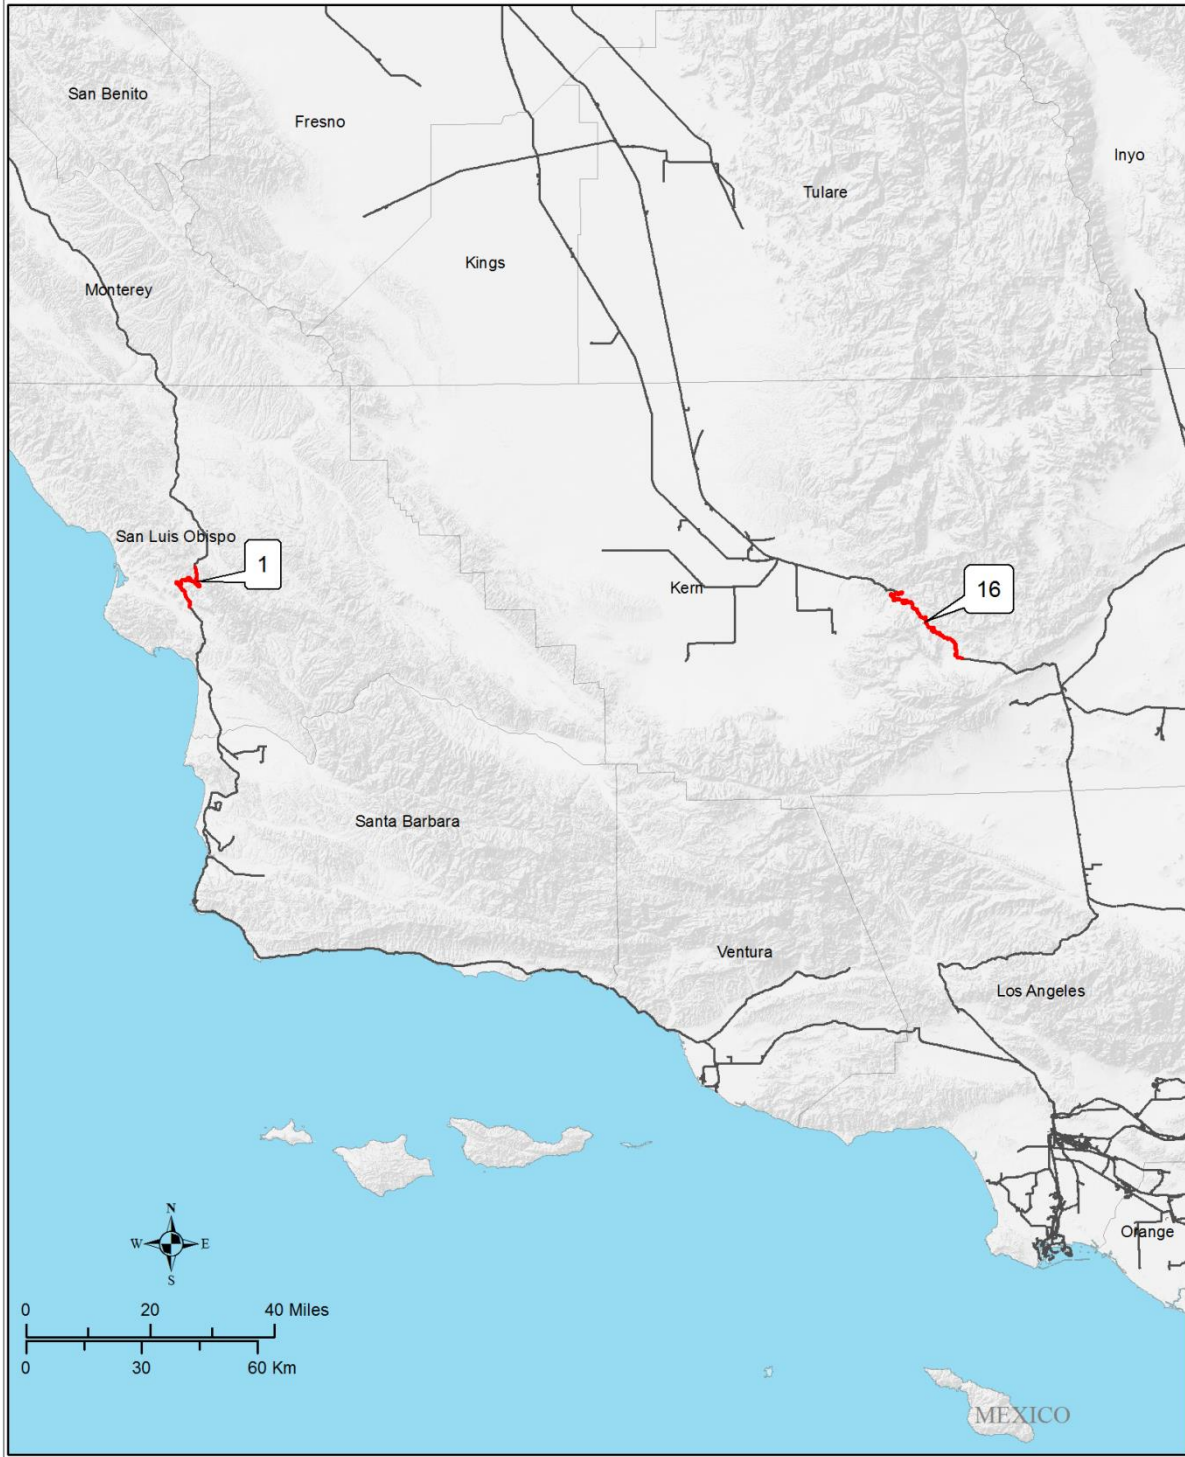 San Benito
Fresno
Inyo
Tulare
Kings
Monterey
San Luis Obispo
1
Kern
16
Santa Barbara
Ventura
Los Angeles
Orange
N
W E
S
0 20 40 Miles
0 30 60 Km
MEXICO